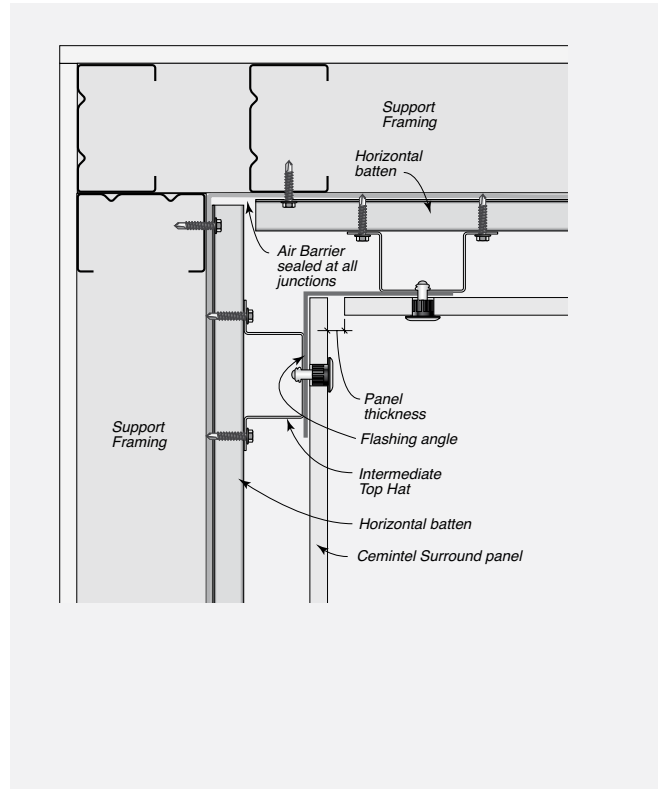 Support
Framing
Horizontal
batten
Air Barrier
sealed at all
junctions
Panel
thickness
Support
Framing
Flashing angle
Intermediate
Top Hat
Horizontal batten
Cemintel Surround panel